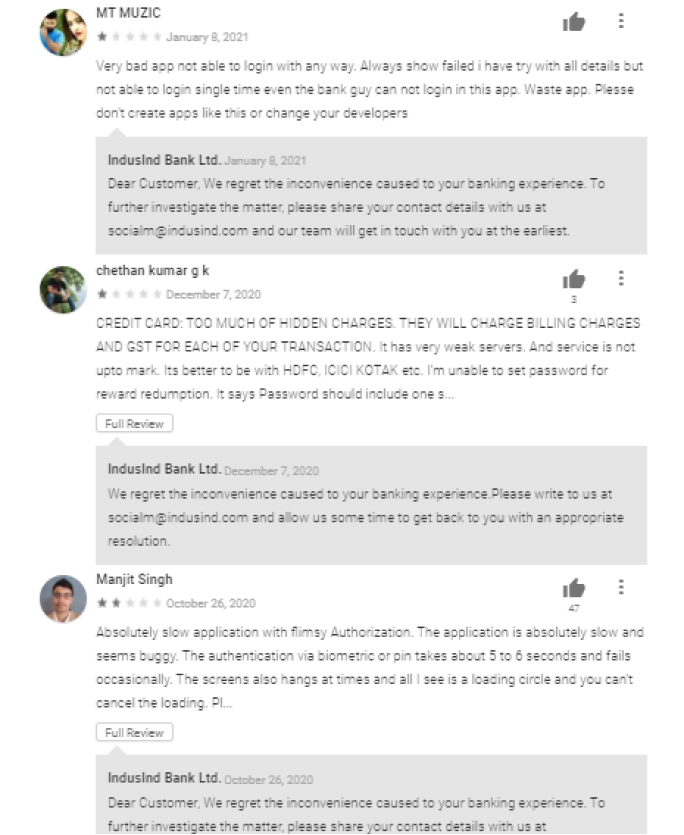 MT MUZIC
January 8, 2021
Very bad app not able to login with any way. Always show failed i have try with all details but
not able to login single time even the bank guy can not login in this app. Waste app. Plesse
don't create apps like this or change your developers
IndusInd Bank Ltd. January 8, 2021
Dear Customer, We regret the inconvenience caused to your banking experience. To
further investigate the matter, please share your contact details with us at
socialm@indusind.com and our team will get in touch with you at the earliest.
chethan kumar g k
December 7, 2020
3
CREDIT CARD: TOO MUCH OF HIDDEN CHARGES. THEY WILL CHARGE BILLING CHARGES
AND GST FOR EACH OF YOUR TRANSACTION. It has very weak servers. And service is not
upto mark. Its better to be with HDFC, ICICI KOTAK etc. I'm unable to set password for
reward redumption. It says Password should include one s...
Full Review
IndusInd Bank Ltd. December 7, 2020
We regret the inconvenience caused to your banking experience.Please write to us at
socialm@indusind.com and allow us some time to get back to you with an appropriate
resolution.
Manjit Singh
October 26, 2020
47
Absolutely slow application with flimsy Authorization. The application is absolutely slow and
seems buggy. The authentication via biometric or pin takes about 5 to 6 seconds and fails
occasionally. The screens also hangs at times and all I see is a loading circle and you can't
cancel the loading. Pl...
Full Review
IndusInd Bank Ltd. October 26, 2020
Dear Customer, We regret the inconvenience caused to your banking experience. To
further investigate the matter, please share your contact details with us at